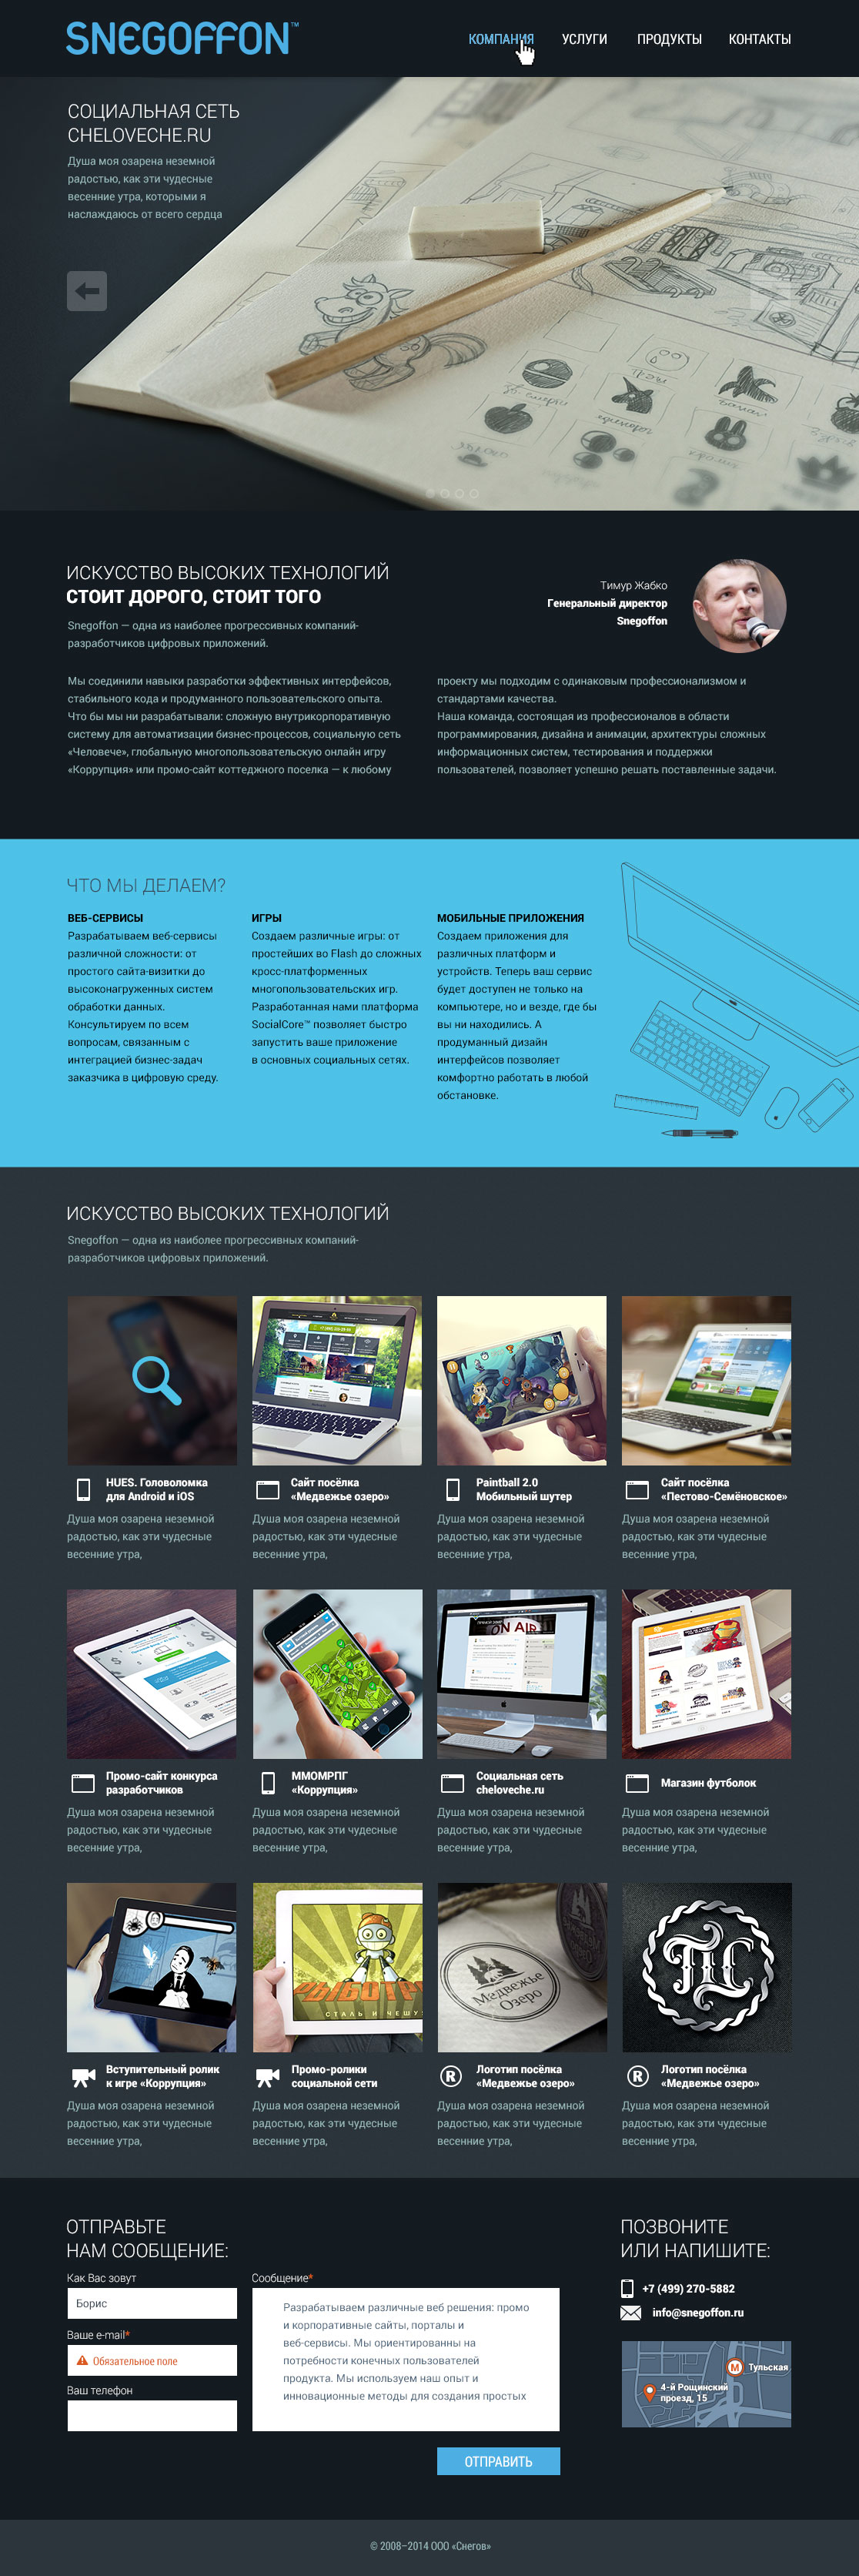 SNEGOFFON™
КОМПАНИЯ УСЛУГИ ПРОДУКТЫ КОНТАКТЫ
СОЦИАЛЬНАЯ СЕТЬ
CHELOVECHE.RU
Душа моя озарена неземной
радостью, как эти чудесные
весенние утра, которыми я
наслаждаюсь от всего сердца
ИСКУССТВО ВЫСОКИХ ТЕХНОЛОГИЙ
СТОИТ ДОРОГО, СТОИТ ТОГО
Snegoffon — одна из наиболее прогрессивных компаний-
разработчиков цифровых приложений.
Тимур Жабко
Генеральный директор
Snegoffon
Мы соединили навыки разработки эффективных интерфейсов,
стабильного кода и продуманного пользовательского опыта.
Что бы мы ни разрабатывали: сложную внутрикорпоративную
систему для автоматизации бизнес-процессов, социальную сеть
«Человече», глобальную многопользовательскую онлайн игру
«Коррупция» или промо-сайт коттеджного поселка — к любому
проекту мы подходим с одинаковым профессионализмом и
стандартами качества.
Наша команда, состоящая из профессионалов в области
программирования, дизайна и анимации, архитектуры сложных
информационных систем, тестирования и поддержки
пользователей, позволяет успешно решать поставленные задачи.
ЧТО МЫ ДЕЛАЕМ?
ВЕБ-СЕРВИСЫ
Разрабатываем веб-сервисы
различной сложности: от
простого сайта-визитки до
высоконагруженных систем
обработки данных.
Консультируем по всем
вопросам, связанным с
интеграцией бизнес-задач
заказчика в цифровую среду.
ИГРЫ
Создаем различные игры: от
простейших во Flash до сложных
кросс-платформенных
многопользовательских игр.
Разработанная нами платформа
SocialCore™ позволяет быстро
запустить ваше приложение
в основных социальных сетях.
МОБИЛЬНЫЕ ПРИЛОЖЕНИЯ
Создаем приложения для
различных платформ и
устройств. Теперь ваш сервис
будет доступен не только на
компьютере, но и везде, где бы
вы ни находились. А
продуманный дизайн
интерфейсов позволяет
комфортно работать в любой
обстановке.
ИСКУССТВО ВЫСОКИХ ТЕХНОЛОГИЙ
Snegoffon — одна из наиболее прогрессивных компаний-
разработчиков цифровых приложений.
HUES. Головоломка
для Android и iOS
Душа моя озарена неземной
радостью, как эти чудесные
весенние утра,
Сайт посёлка
«Медвежье озеро»
Душа моя озарена неземной
радостью, как эти чудесные
весенние утра,
Paintball 2.0
Мобильный шутер
Душа моя озарена неземной
радостью, как эти чудесные
весенние утра,
Сайт посёлка
«Пестово-Семёновское»
Душа моя озарена неземной
радостью, как эти чудесные
весенние утра,
ON AIR
Промо-сайт конкурса
разработчиков
Душа моя озарена неземной
радостью, как эти чудесные
весенние утра,
ММОМРПГ
«Коррупция»
Душа моя озарена неземной
радостью, как эти чудесные
весенние утра,
Социальная сеть
cheloveche.ru
Душа моя озарена неземной
радостью, как эти чудесные
весенние утра,
Магазин футболок
Душа моя озарена неземной
радостью, как эти чудесные
весенние утра,
СТАЛЬ И ЧЕШУ
Медвежье
Озеро
Вступительный ролик
к игре «Коррупция»
Душа моя озарена неземной
радостью, как эти чудесные
весенние утра,
Промо-ролики
социальной сети
Душа моя озарена неземной
радостью, как эти чудесные
весенние утра,
Логотип посёлка
«Медвежье озеро»
Душа моя озарена неземной
радостью, как эти чудесные
весенние утра,
Логотип посёлка
«Медвежье озеро»
Душа моя озарена неземной
радостью, как эти чудесные
весенние утра,
ОТПРАВЬТЕ
НАМ СООБЩЕНИЕ:
Как Вас зовут
Борис
Ваше e-mail*
Обязательное поле
Ваш телефон
Сообщение*
Разрабатываем различные веб решения: промо
и корпоративные сайты, порталы и
веб-сервисы. Мы ориентированны на
потребности конечных пользователей
продукта. Мы используем наш опыт и
инновационные методы для создания простых
ОТПРАВИТЬ
ПОЗВОНИТЕ
ИЛИ НАПИШИТЕ:
+7 (499) 270-5882
info@snegoffon.ru
М Тульская
4-й Рощинский
проезд, 15
© 2008–2014 ООО «Снегов»